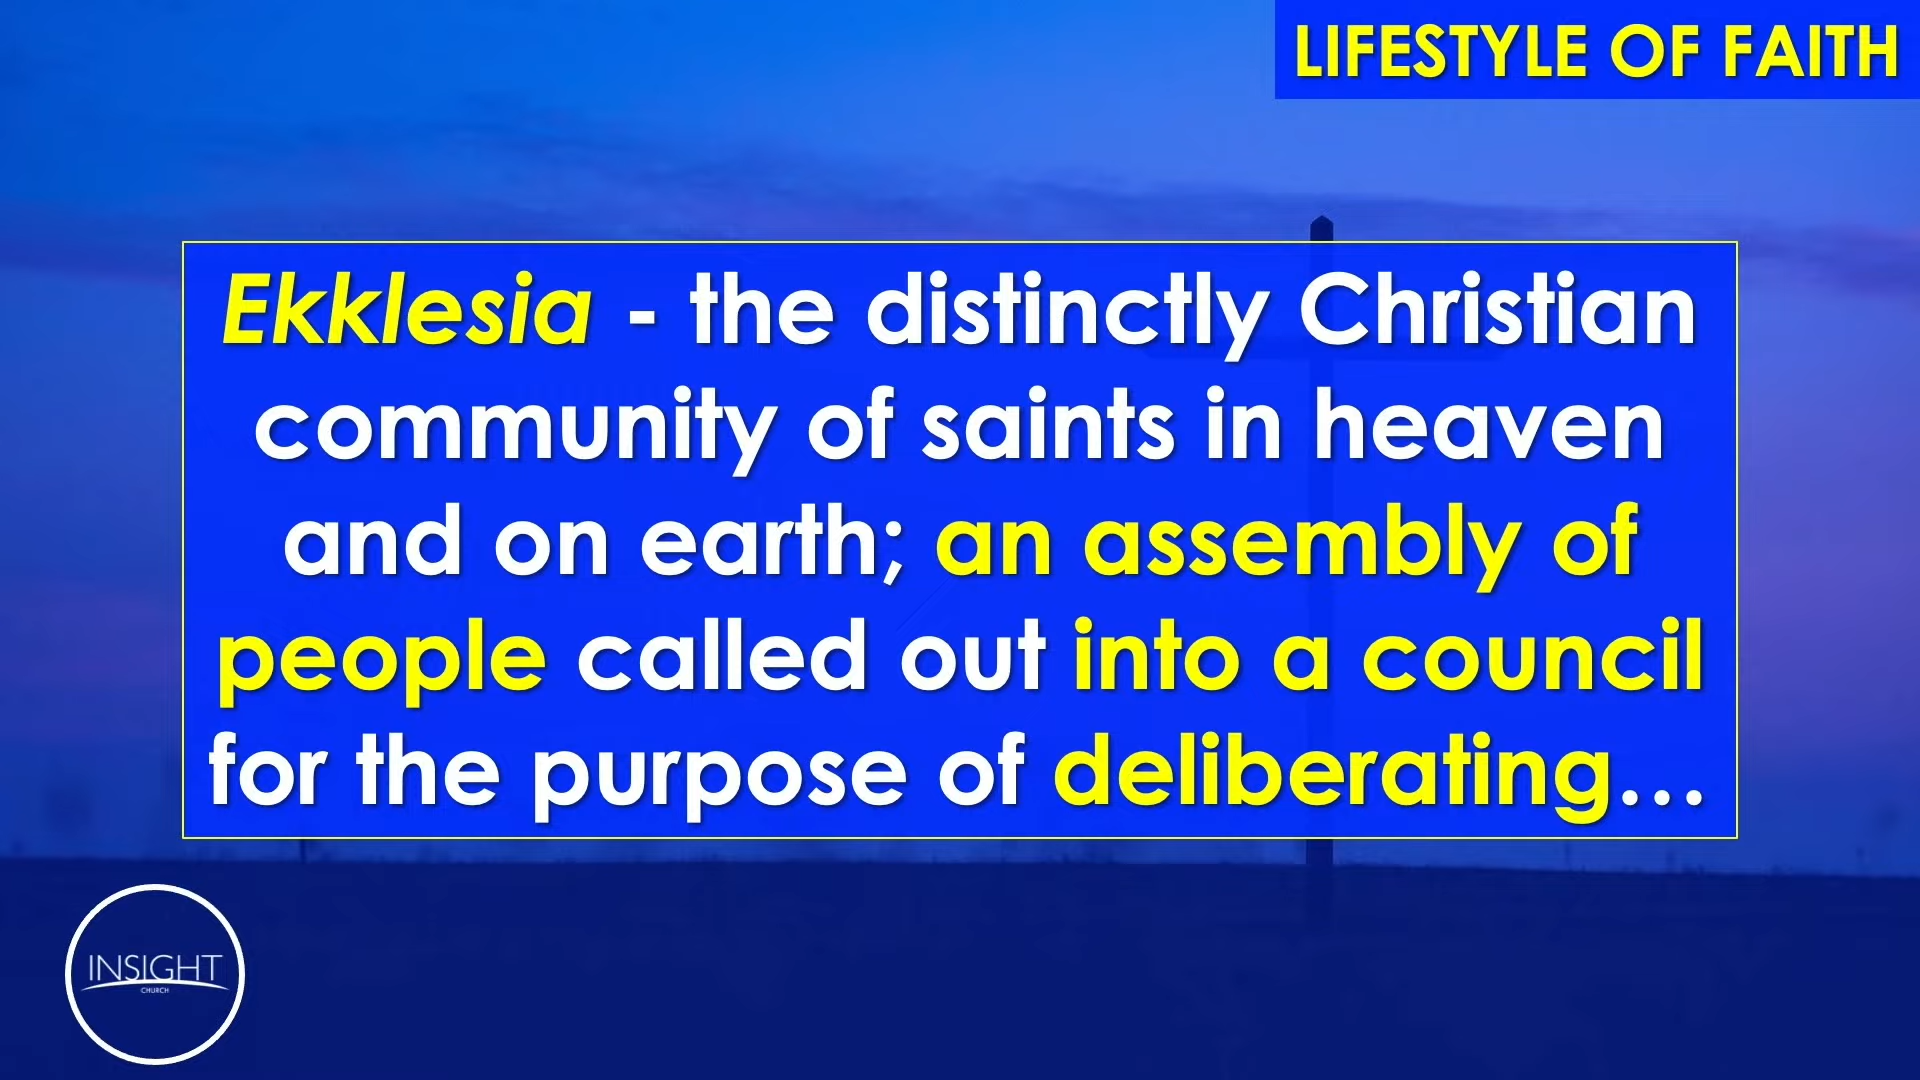 LIFESTYLE OF FAITH
Ekklesia - the distinctly Christian
community of saints in heaven
and on earth; an assembly of
people called out into a council
for the purpose of deliberating…
INSIGHT
CHURCH